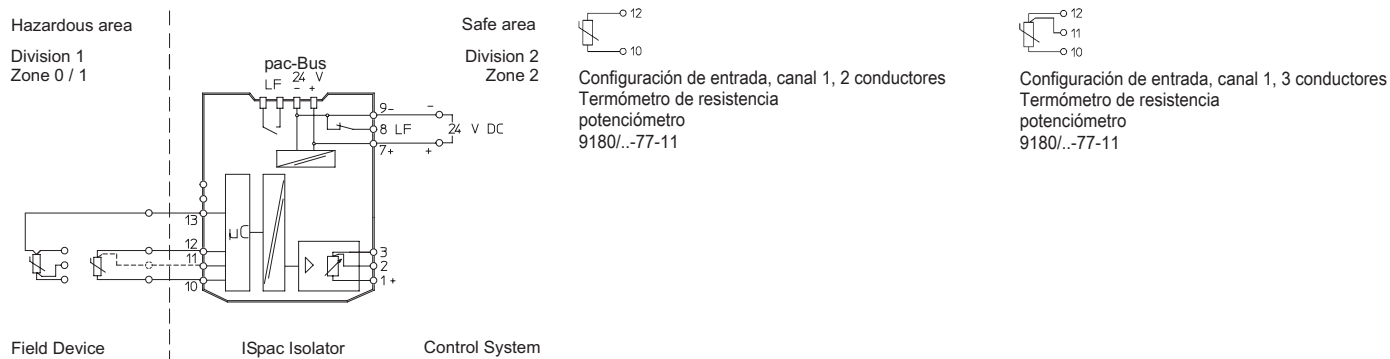 Hazardous area
Safe area
Division 1
Zone 0 / 1
Division 2
Zone 2
pac-Bus
LF 24 V
- +
9-
8 LF
7+
-
24 V DC
+
13
12
11
10
µC
3
2
1+
Field Device
ISpac Isolator
Control System
12
10
Configuración de entrada, canal 1, 2 conductores
Termómetro de resistencia
potenciómetro
9180/..-77-11
12
11
10
Configuración de entrada, canal 1, 3 conductores
Termómetro de resistencia
potenciómetro
9180/..-77-11